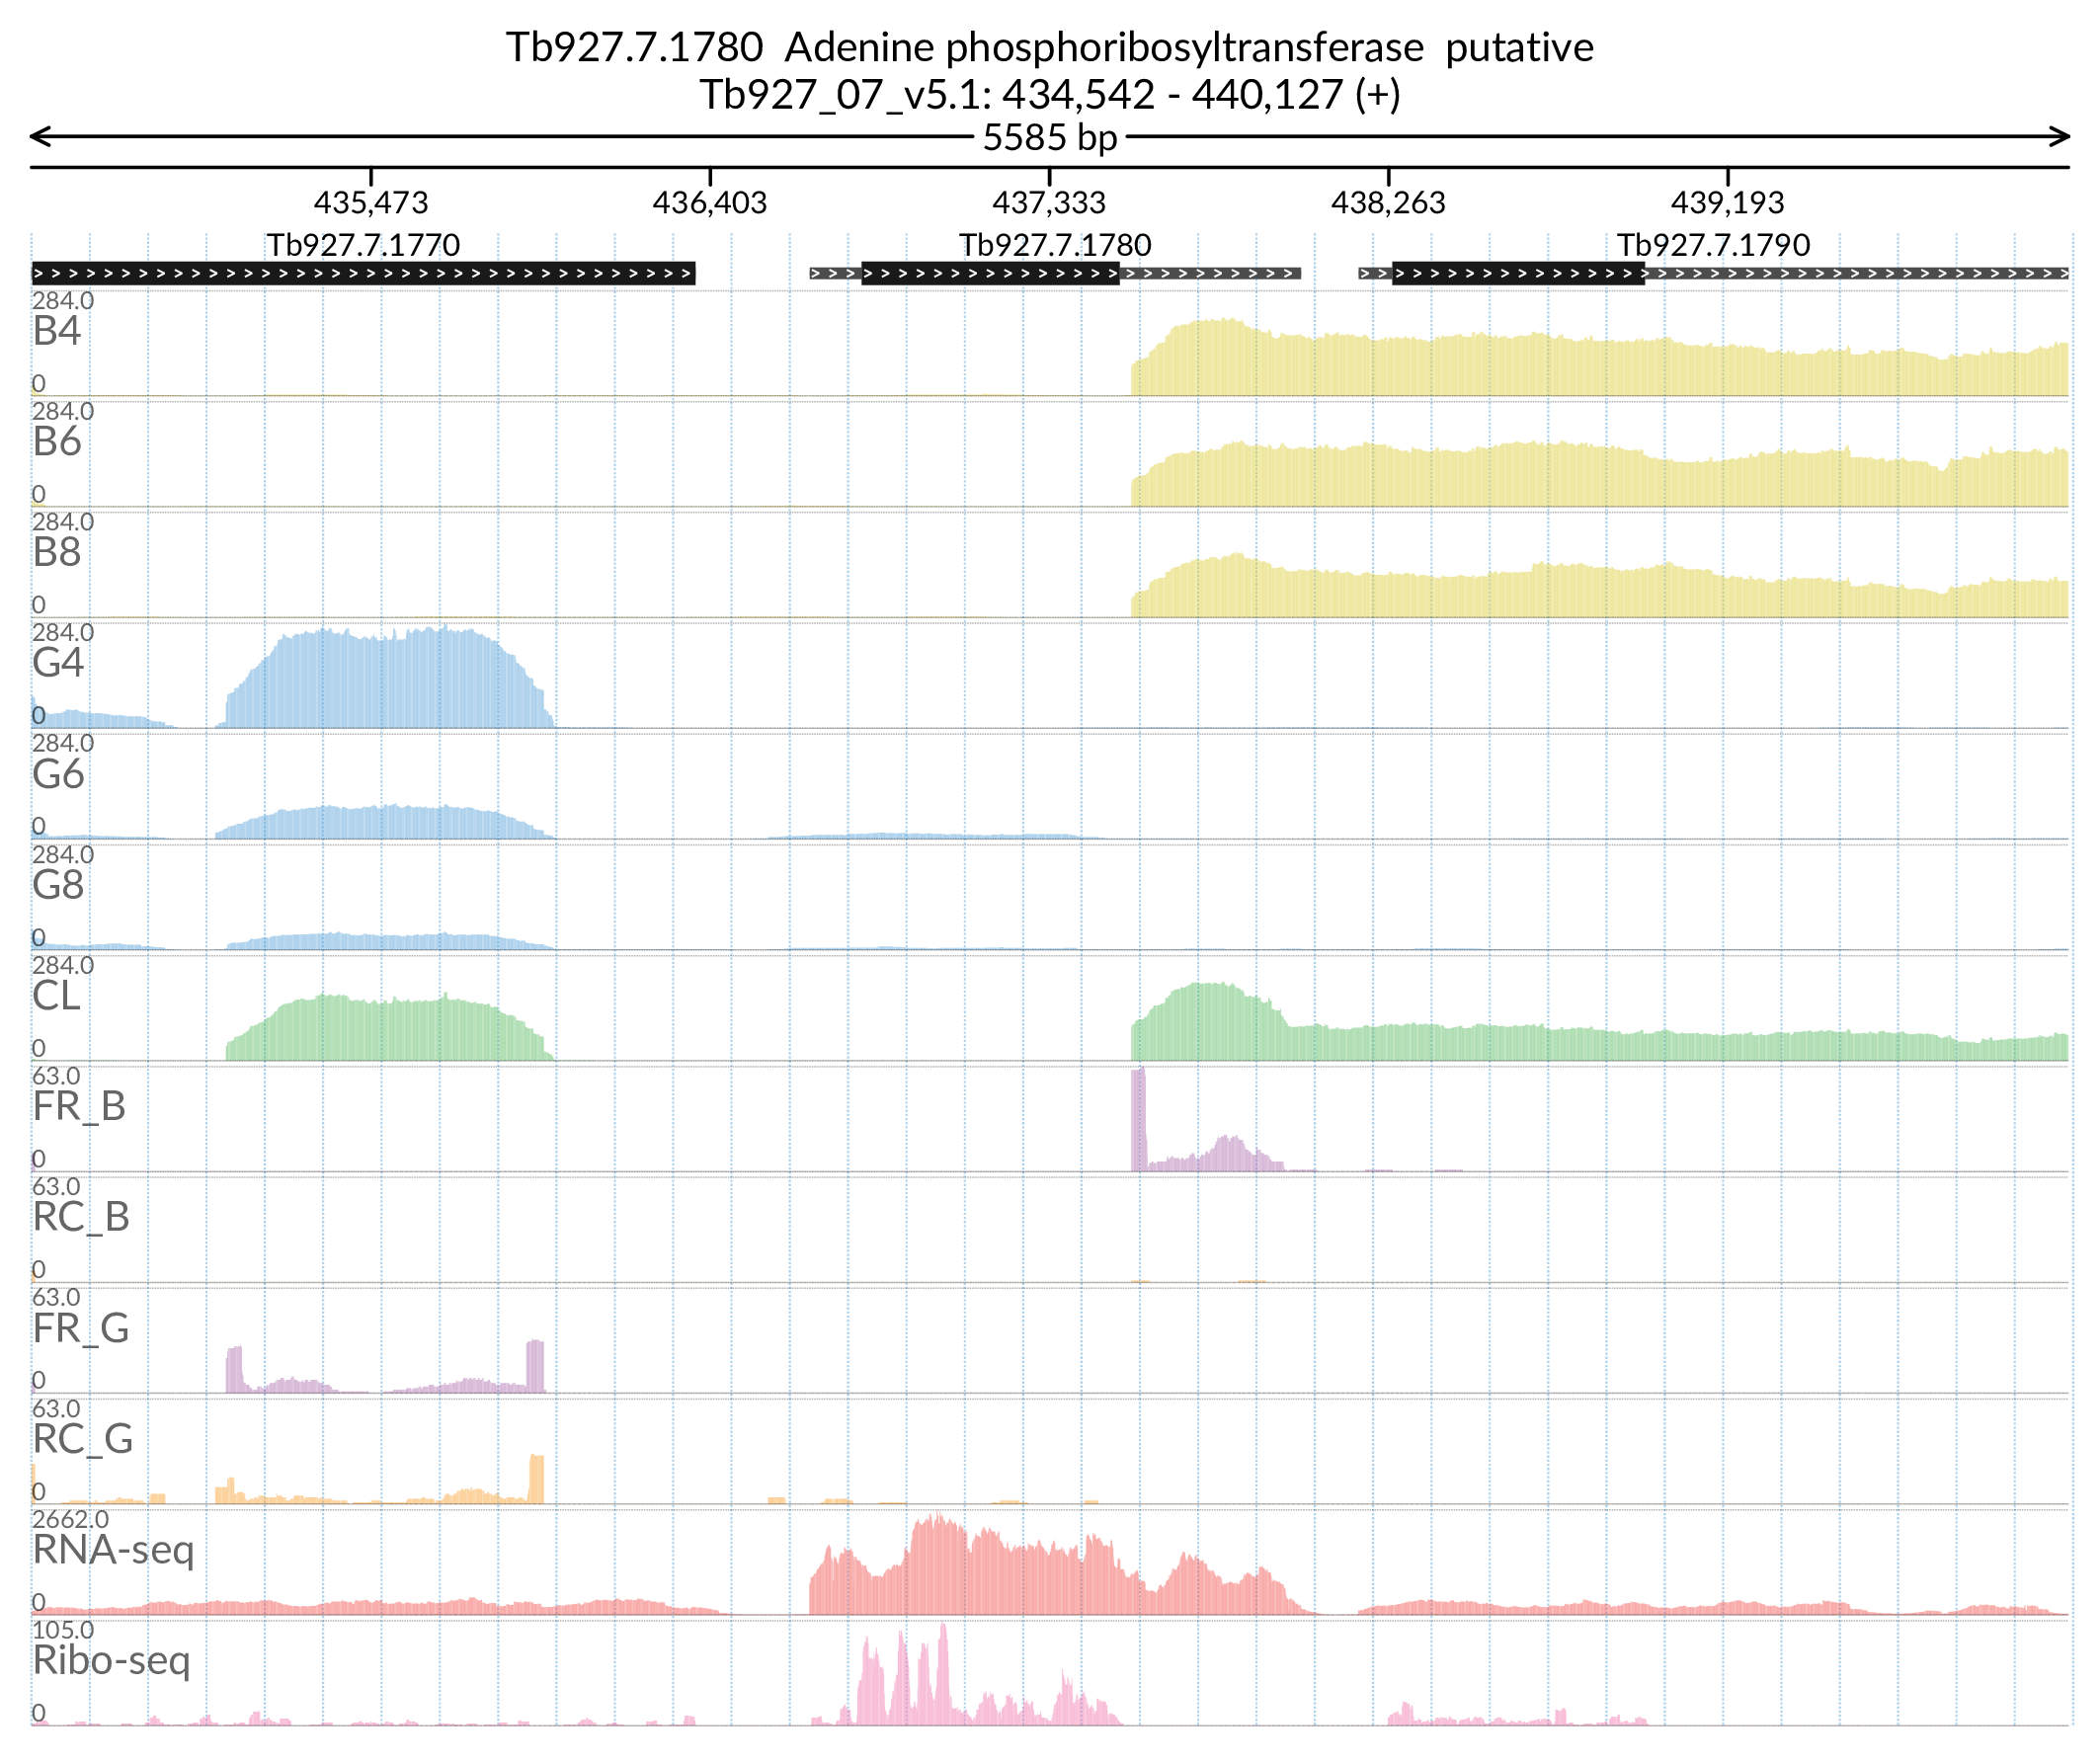 Tb927.7.1780  Adenine phosphoribosyltransferase  putative
Tb927_07_v5.1: 434,542 - 440,127 (+)
5585 bp
435,473 436,403 437,333 438,263 439,193
Tb927.7.1770 Tb927.7.1780 Tb927.7.1790
284.0
B4
0
284.0
B6
0
284.0
B8
0
284.0
G4
0
284.0
G6
0
284.0
G8
0
284.0
CL
0
63.0
FR_B
0
63.0
RC_B
0
63.0
FR_G
0
63.0
RC_G
0
2662.0
RNA-seq
0
105.0
Ribo-seq
0